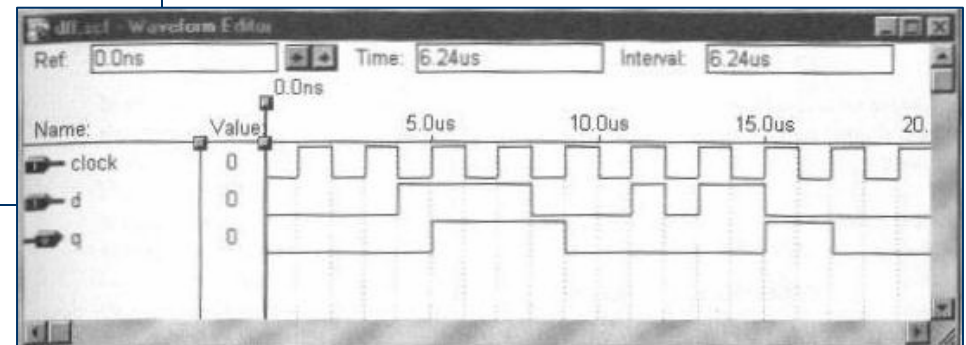 dff.scf - Waveform Editor
Ref: 0.0ns Time: 6.24us Interval: 6.24us
0.0ns
Name: Value: 5.0us 10.0us 15.0us 20.
clock 0
d 0
q 0